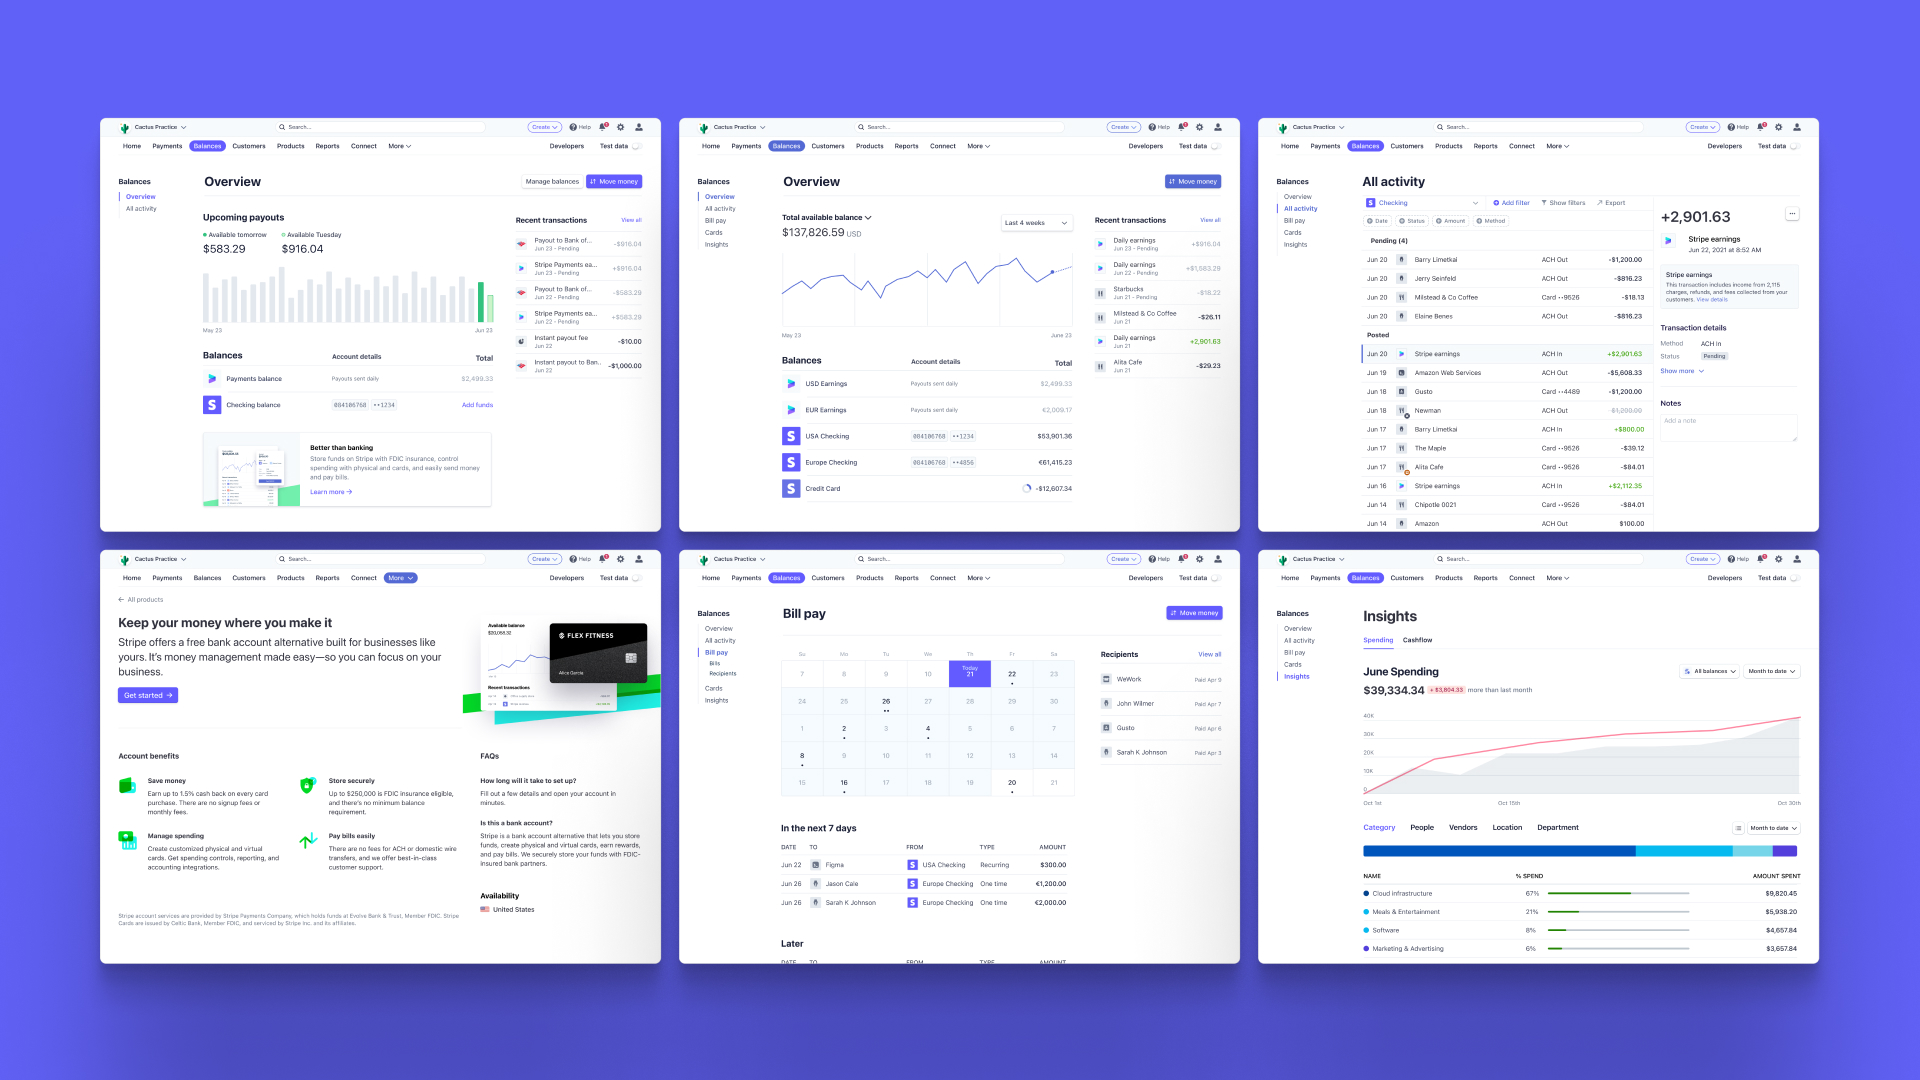 Cactus Practice
Search...
Create
Help
Home Payments Balances Customers Products Reports Connect More
Developers Test data
Balances
Overview
All activity
Overview
Manage balances
Move money
Upcoming payouts
Available tomorrow
$583.29
Available Tuesday
$916.04
May 23
Jun 23
Balances Account details Total
Payments balance Payouts sent daily $2,499.33
Checking balance 084106768 ••1234 Add funds
Better than banking
Store funds on Stripe with FDIC insurance, control
spending with physical and cards, and easily send money
and pay bills.
Learn more →
Recent transactions View all
Payout to Bank of... -$916.04
Jun 23 • Pending
Stripe Payments ea... +$916.04
Jun 23 • Pending
Payout to Bank of... -$583.29
Jun 22 • Pending
Stripe Payments ea... +$583.29
Jun 22 • Pending
Instant payout fee -$10.00
Jun 22
Instant payout to Ban.. -$1,000.00
Jun 22
Cactus Practice
Search...
Create
Help
Home Payments Balances Customers Products Reports Connect More
Developers Test data
Balances
Overview
All activity
Bill pay
Cards
Insights
Overview
Move money
Total available balance
$137,826.59 USD
Last 4 weeks
May 23
June 23
Balances Account details Total
USD Earnings Payouts sent daily $2,499.33
EUR Earnings Payouts sent daily €2,009.17
USA Checking 084106768 ••1234 $53,901.36
Europe Checking 084106768 ••4856 €61,415.23
Credit Card -$12,607.34
Recent transactions View all
Daily earnings +$916.04
Jun 23 • Pending
Daily earnings +$1,583.29
Jun 22 • Pending
Starbucks -$18.22
Jun 21 • Pending
Milstead & Co Coffee -$26.11
Jun 21
Daily earnings +2,901.63
Jun 21
Alita Cafe -$29.23
Jun 21
Cactus Practice
Search...
Create
Help
Home Payments Balances Customers Products Reports Connect More
Developers Test data
Balances
Overview
All activity
Bill pay
Cards
Insights
All activity
Checking
Add filter Show filters Export
Date Status Amount Method
Pending (4)
Jun 20 Barry Limetkai ACH Out -$1,200.00
Jun 20 Jerry Seinfeld ACH Out -$816.23
Jun 20 Milstead & Co Coffee Card ••9526 -$18.13
Jun 20 Elaine Benes ACH Out -$816.23
Posted
Jun 20 Stripe earnings ACH In +$2,901.63
Jun 19 Amazon Web Services ACH Out -$5,608.33
Jun 18 Gusto Card ••4489 -$1,200.00
Jun 18 Newman ACH Out -$1,200.00
Jun 17 Barry Limetkai ACH In +$800.00
Jun 17 The Maple Card ••9526 -$39.12
Jun 17 Alita Cafe Card ••9526 -$84.01
Jun 16 Stripe earnings ACH In +$2,112.35
Jun 14 Chipotle 0021 Card ••9526 -$84.01
Jun 14 Amazon ACH Out $100.00
+2,901.63
Stripe earnings
Jun 22, 2021 at 8:52 AM
Stripe earnings
This transaction includes income from 2,115
charges, refunds, and fees collected from your
customers. View details
Transaction details
Method ACH In
Status Pending
Show more
Notes
Add a note
Cactus Practice
Search...
Create
Help
Home Payments Balances Customers Products Reports Connect More
Developers Test data
← All products
Keep your money where you make it
Stripe offers a free bank account alternative built for businesses like
yours. It's money management made easy—so you can focus on your
business.
Get started →
Available balance
$20,058.32
Recent transactions
FLEX FITNESS
Alice Garcia
Account benefits
Save money
Earn up to 1.5% cash back on every card
purchase. There are no signup fees or
monthly fees.
Store securely
Up to $250,000 is FDIC insurance eligible,
and there's no minimum balance
requirement.
Manage spending
Create customized physical and virtual
cards. Get spending controls, reporting, and
accounting integrations.
Pay bills easily
There are no fees for ACH or domestic wire
transfers, and we offer best-in-class
customer support.
FAQs
How long will it take to set up?
Fill out a few details and open your account in
minutes.
Is this a bank account?
Stripe is a bank account alternative that lets you store
funds, create physical and virtual cards, earn rewards,
and pay bills. We securely store your funds with FDIC-
insured bank partners.
Availability
United States
Stripe account services are provided by Stripe Payments Company, which holds funds at Evolve Bank & Trust, Member FDIC. Stripe
Cards are issued by Celtic Bank, Member FDIC, and serviced by Stripe Inc. and its affiliates.
Cactus Practice
Search...
Create
Help
Home Payments Balances Customers Products Reports Connect More
Developers Test data
Balances
Overview
All activity
Bill pay
Bills
Recipients
Cards
Insights
Bill pay
Move money
Su Mo Tu We Th Fr Sa
Today
7 8 9 10 21 22 23
24 25 26 27 28 29 30
1 2 3 4 5 6 7
8 9 10 11 12 13 14
15 16 17 18 19 20 21
Recipients View all
WeWork Paid Apr 9
John Wilmer Paid Apr 7
Gusto Paid Apr 6
Sarah K Johnson Paid Apr 3
In the next 7 days
DATE TO FROM TYPE AMOUNT
Jun 22 Figma USA Checking Recurring $300.00
Jun 26 Jason Cale Europe Checking One time €1,200.00
Jun 26 Sarah K Johnson Europe Checking One time €2,000.00
Later
DATE TO FROM TYPE AMOUNT
Cactus Practice
Search...
Create
Help
Home Payments Balances Customers Products Reports Connect More
Developers Test data
Balances
Overview
All activity
Bill pay
Cards
Insights
Insights
Spending Cashflow
June Spending
$39,334.34 + $3,804.33 more than last month
All balances
Month to date
40K
30K
20K
10K
0
Oct 1st
Oct 15th
Oct 30th
Category People Vendors Location Department
Month to date
NAME % SPEND AMOUNT SPENT
Cloud infrastructure 67% $9,820.45
Meals & Entertainment 21% $5,938.20
Software 8% $4,657.84
Marketing & Advertising 6% $3,657.84